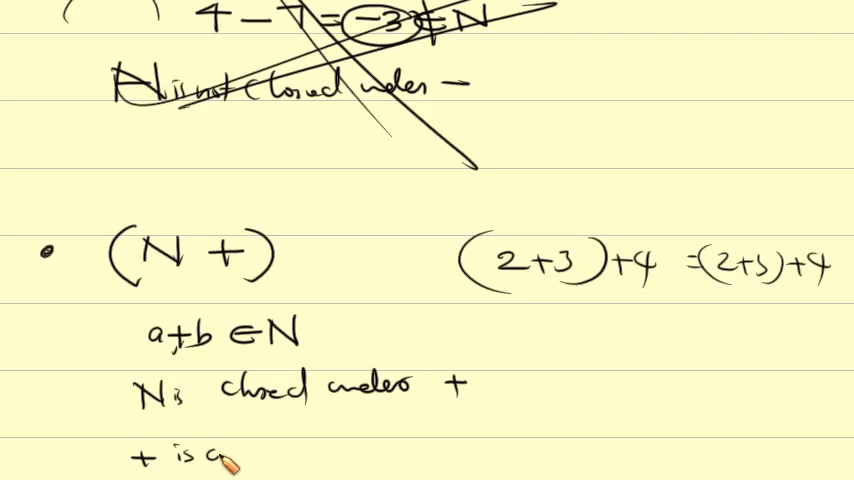 ( ) 4 - 7 = -3 ∉ N
N is not closed under -
• (N +) (2+3)+4 =(2+3)+4
a+b ∈ N
N is closed under +
+ is a